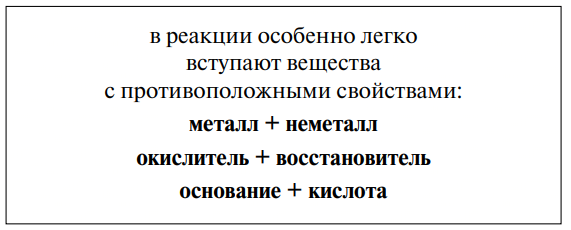 в реакции особенно легко
вступают вещества
с противоположными свойствами:
металл + неметалл
окислитель + восстановитель
основание + кислота